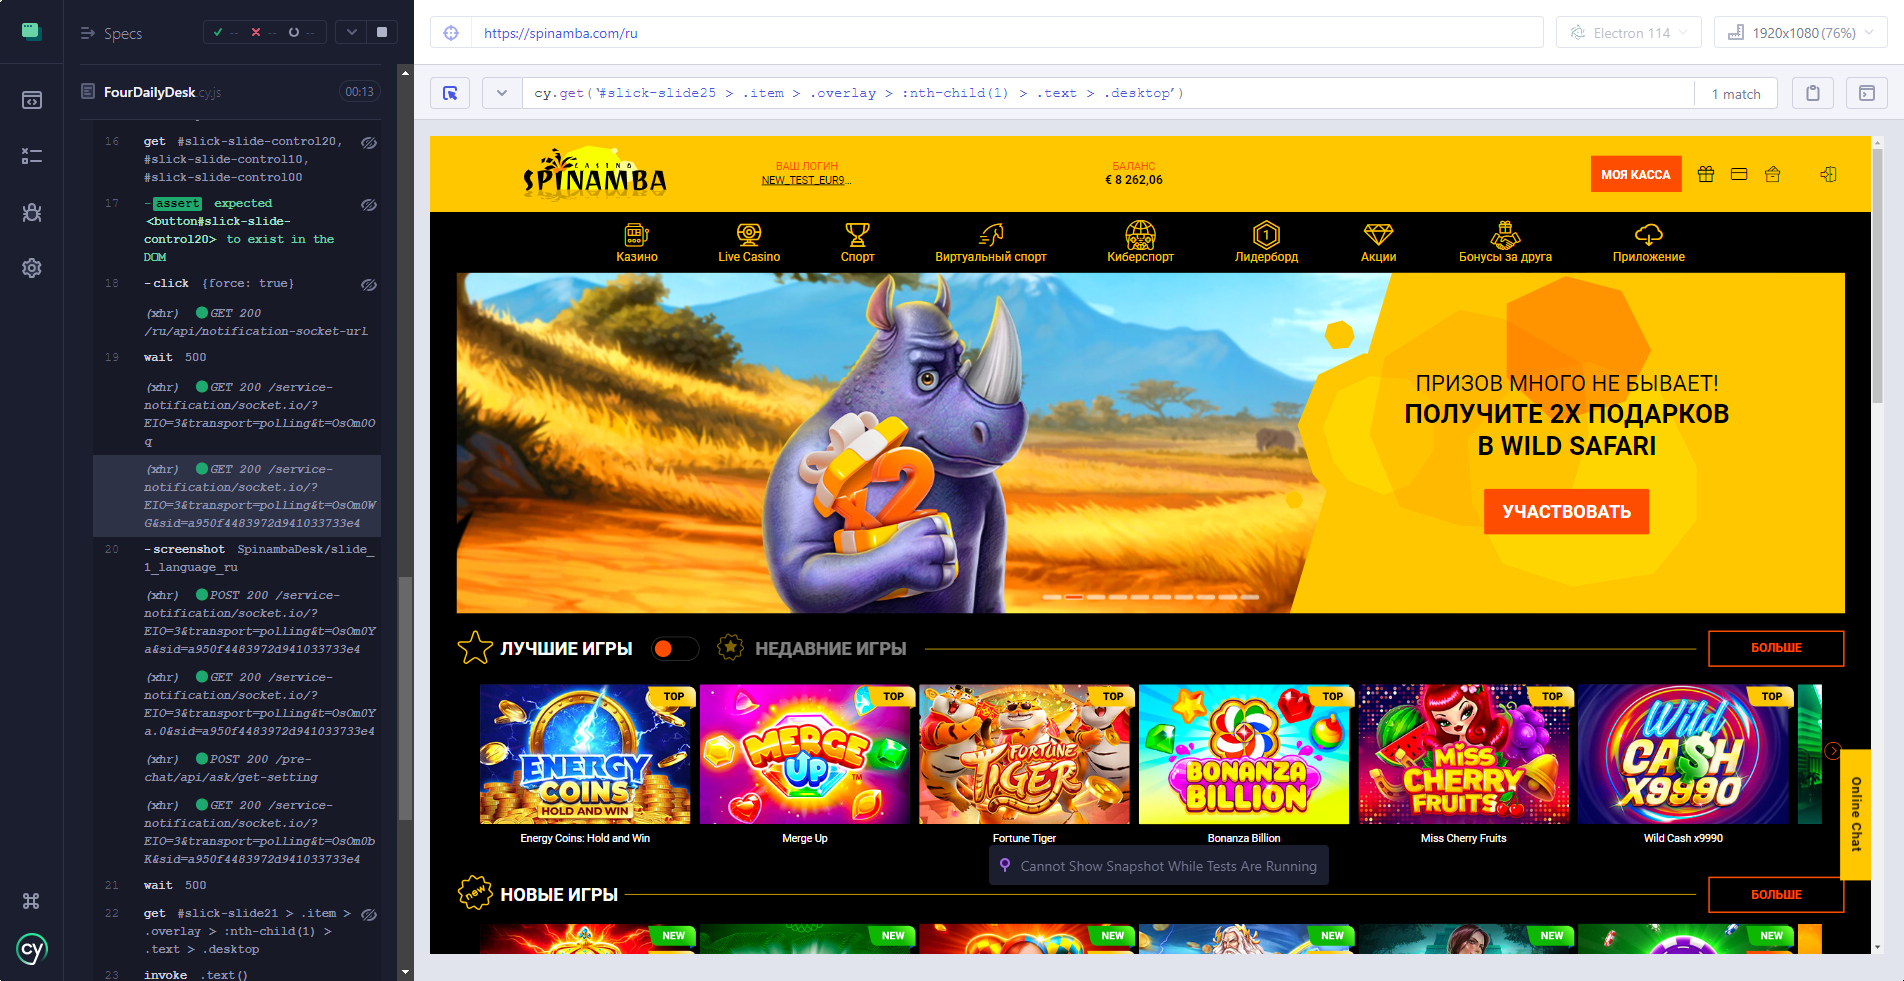 Specs
--
--
--
FourDailyDesk.cy.js
00:13
16 get #slick-slide-control20,
#slick-slide-control10,
#slick-slide-control00
17 -assert expected
<button#slick-slide-
control20> to exist in the
DOM
18 -click {force: true}
(xhr) GET 200
/ru/api/notification-socket-url
19 wait 500
(xhr) GET 200 /service-
notification/socket.io/?
EIO=3&transport=polling&t=OsOm0O
q
(xhr) GET 200 /service-
notification/socket.io/?
EIO=3&transport=polling&t=OsOm0W
G&sid=a950f4483972d941033733e4
20 -screenshot SpinambaDesk/slide_
1_language_ru
(xhr) POST 200 /service-
notification/socket.io/?
EIO=3&transport=polling&t=OsOm0Y
a&sid=a950f4483972d941033733e4
(xhr) GET 200 /service-
notification/socket.io/?
EIO=3&transport=polling&t=OsOm0Y
a.0&sid=a950f4483972d941033733e4
(xhr) POST 200 /pre-
chat/api/ask/get-setting
(xhr) GET 200 /service-
notification/socket.io/?
EIO=3&transport=polling&t=OsOm0b
K&sid=a950f4483972d941033733e4
21 wait 500
22 get #slick-slide21 > .item >
.overlay > :nth-child(1) >
.text > .desktop
23 invoke .text()
cy
https://spinamba.com/ru
Electron 114
1920x1080 (76%)
cy.get('#slick-slide25 > .item > .overlay > :nth-child(1) > .text > .desktop')
1 match
CASINO
SPINAMBA
ВАШ ЛОГИН
NEW_TEST_EUR9...
БАЛАНС
€ 8 262,06
МОЯ КАССА
Казино
Live Casino
Спорт
Виртуальный спорт
Киберспорт
1
Лидерборд
Акции
Бонусы за друга
Приложение
x2
ПРИЗОВ МНОГО НЕ БЫВАЕТ!
ПОЛУЧИТЕ 2X ПОДАРКОВ
В WILD SAFARI
УЧАСТВОВАТЬ
ЛУЧШИЕ ИГРЫ
НЕДАВНИЕ ИГРЫ
БОЛЬШЕ
TOP
TOP
TOP
TOP
TOP
TOP
ENERGY
COINS
HOLD AND WIN
MERGE
UP
TM
FORTUNE
TIGER
BONANZA
BILLION
MISS
CHERRY
FRUITS
Wild
CASH
X9990
Energy Coins: Hold and Win
Merge Up
Fortune Tiger
Bonanza Billion
Miss Cherry Fruits
Wild Cash x9990
Online Chat
Cannot Show Snapshot While Tests Are Running
new
НОВЫЕ ИГРЫ
БОЛЬШЕ
NEW
NEW
NEW
NEW
NEW
NEW